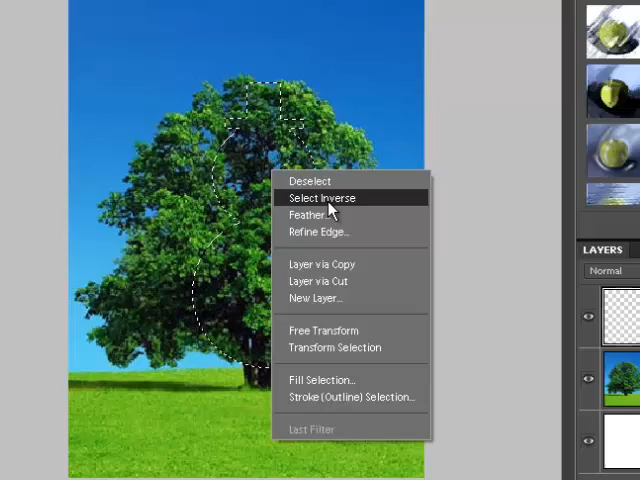 Deselect
Select Inverse
Feather...
Refine Edge...
Layer via Copy
Layer via Cut
New Layer...
Free Transform
Transform Selection
Fill Selection...
Stroke (Outline) Selection...
Last Filter
LAYERS
Normal